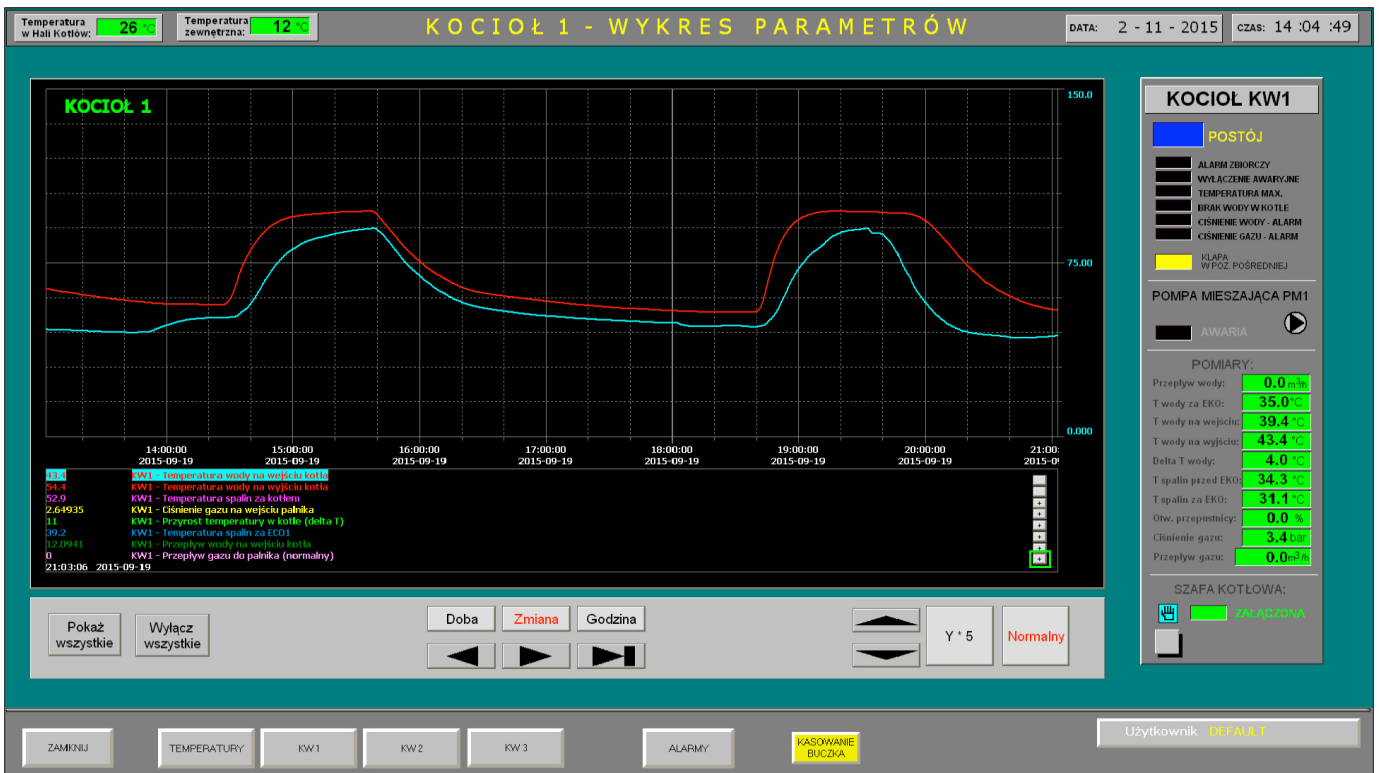 Temperatura w Hali Kotłów: 26 °C
Temperatura zewnętrzna: 12 °C
KOCIOŁ 1 - WYKRES PARAMETRÓW
DATA: 2 - 11 - 2015
CZAS: 14 :04 :49
KOCIOŁ 1
150.0
75.00
0.000
14:00:00 15:00:00 16:00:00 17:00:00 18:00:00 19:00:00 20:00:00 21:00:
2015-09-19 2015-09-19 2015-09-19 2015-09-19 2015-09-19 2015-09-19 2015-09-19 2015-09
43.4 KW1 - Temperatura wody na wejściu kotła
54.4 KW1 - Temperatura wody na wyjściu kotła
52.9 KW1 - Temperatura spalin za kotłem
2.64935 KW1 - Ciśnienie gazu na wejściu palnika
11 KW1 - Przyrost temperatury w kotle (delta T)
39.2 KW1 - Temperatura spalin za ECO1
12.0941 KW1 - Przepływ wody na wejściu kotła
0 KW1 - Przepływ gazu do palnika (normalny)
21:03:06 2015-09-19
KOCIOŁ KW1
POSTÓJ
ALARM ZBIORCZY
WYŁĄCZENIE AWARYJNE
TEMPERATURA MAX.
BRAK WODY W KOTLE
CIŚNIENIE WODY - ALARM
CIŚNIENIE GAZU - ALARM
KLAPA
W POZ. POŚREDNIEJ
POMPA MIESZAJĄCA PM1
AWARIA
POMIARY:
Przepływ wody: 0.0 m³/h
T wody za EKO: 35.0 °C
T wody na wejściu: 39.4 °C
T wody na wyjściu: 43.4 °C
Delta T wody: 4.0 °C
T spalin przed EKO: 34.3 °C
T spalin za EKO: 31.1 °C
Otw. przepustnicy: 0.0 %
Ciśnienie gazu: 3.4 bar
Przepływ gazu: 0.0 m³/h
SZAFA KOTŁOWA:
ZAŁĄCZONA
Pokaż wszystkie
Wyłącz wszystkie
Doba Zmiana Godzina
Y * 5
Normalny
ZAMKNIJ
TEMPERATURY
KW 1
KW 2
KW 3
ALARMY
KASOWANIE BUCZKA
Użytkownik DEFAULT